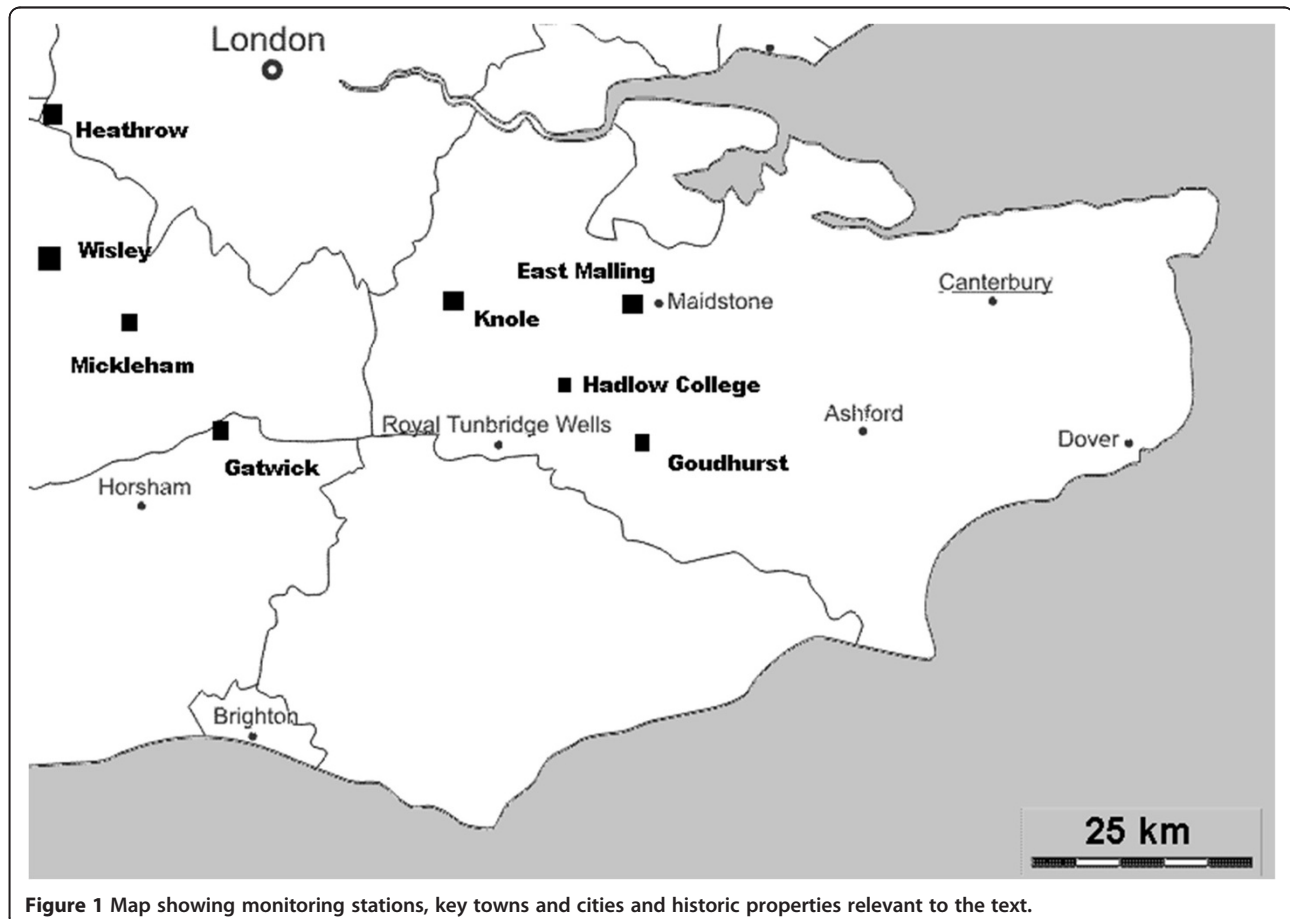 London
Heathrow
Wisley
East Malling
Canterbury
Maidstone
Knole
Mickleham
Hadlow College
Ashford
Royal Tunbridge Wells
Dover
Goudhurst
Gatwick
Horsham
Brighton
25 km
Figure 1 Map showing monitoring stations, key towns and cities and historic properties relevant to the text.